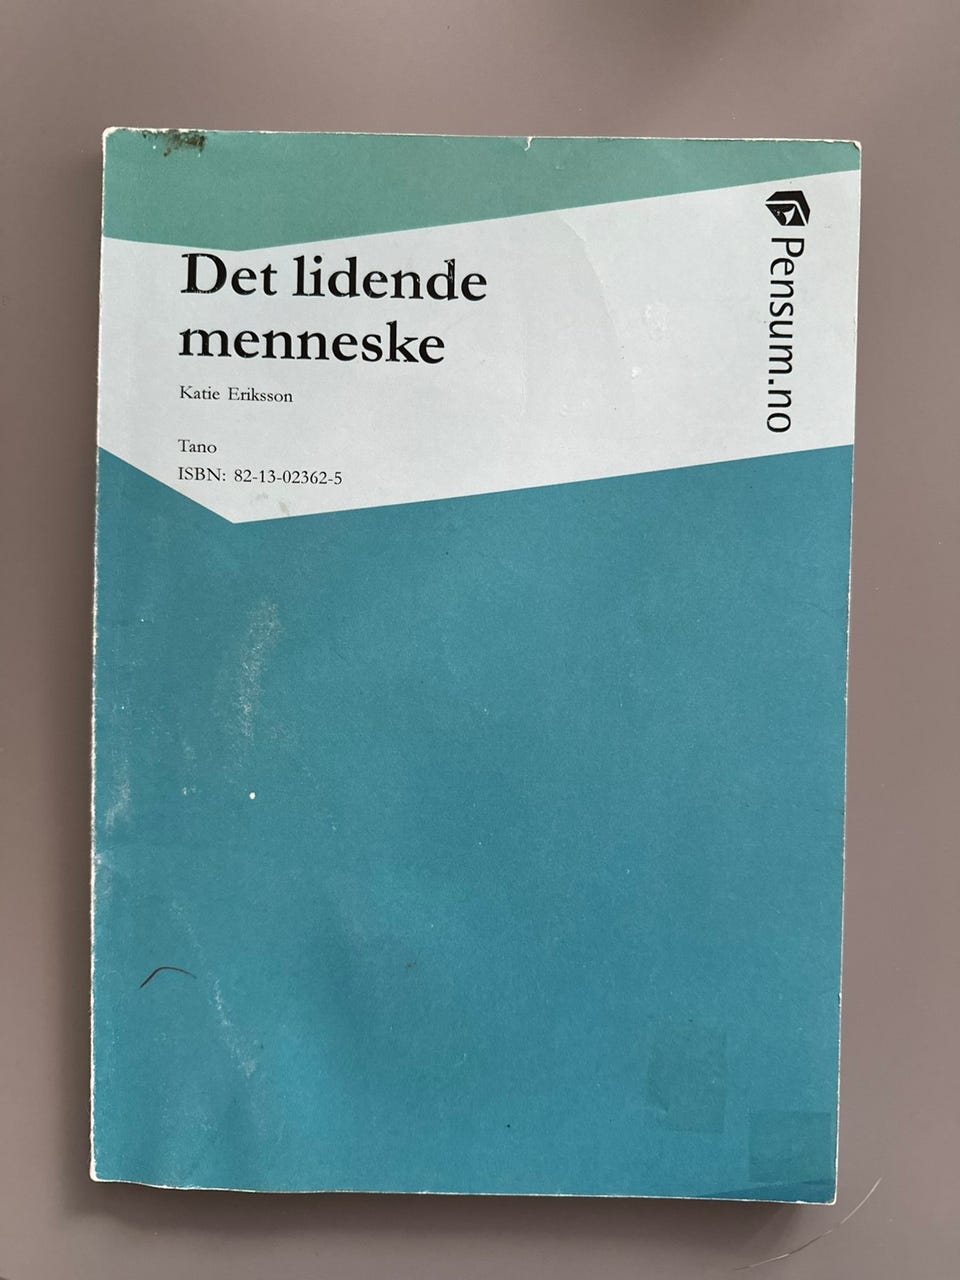 Det lidende
menneske
Katie Eriksson
Tano
ISBN: 82-13-02362-5
Pensum.no